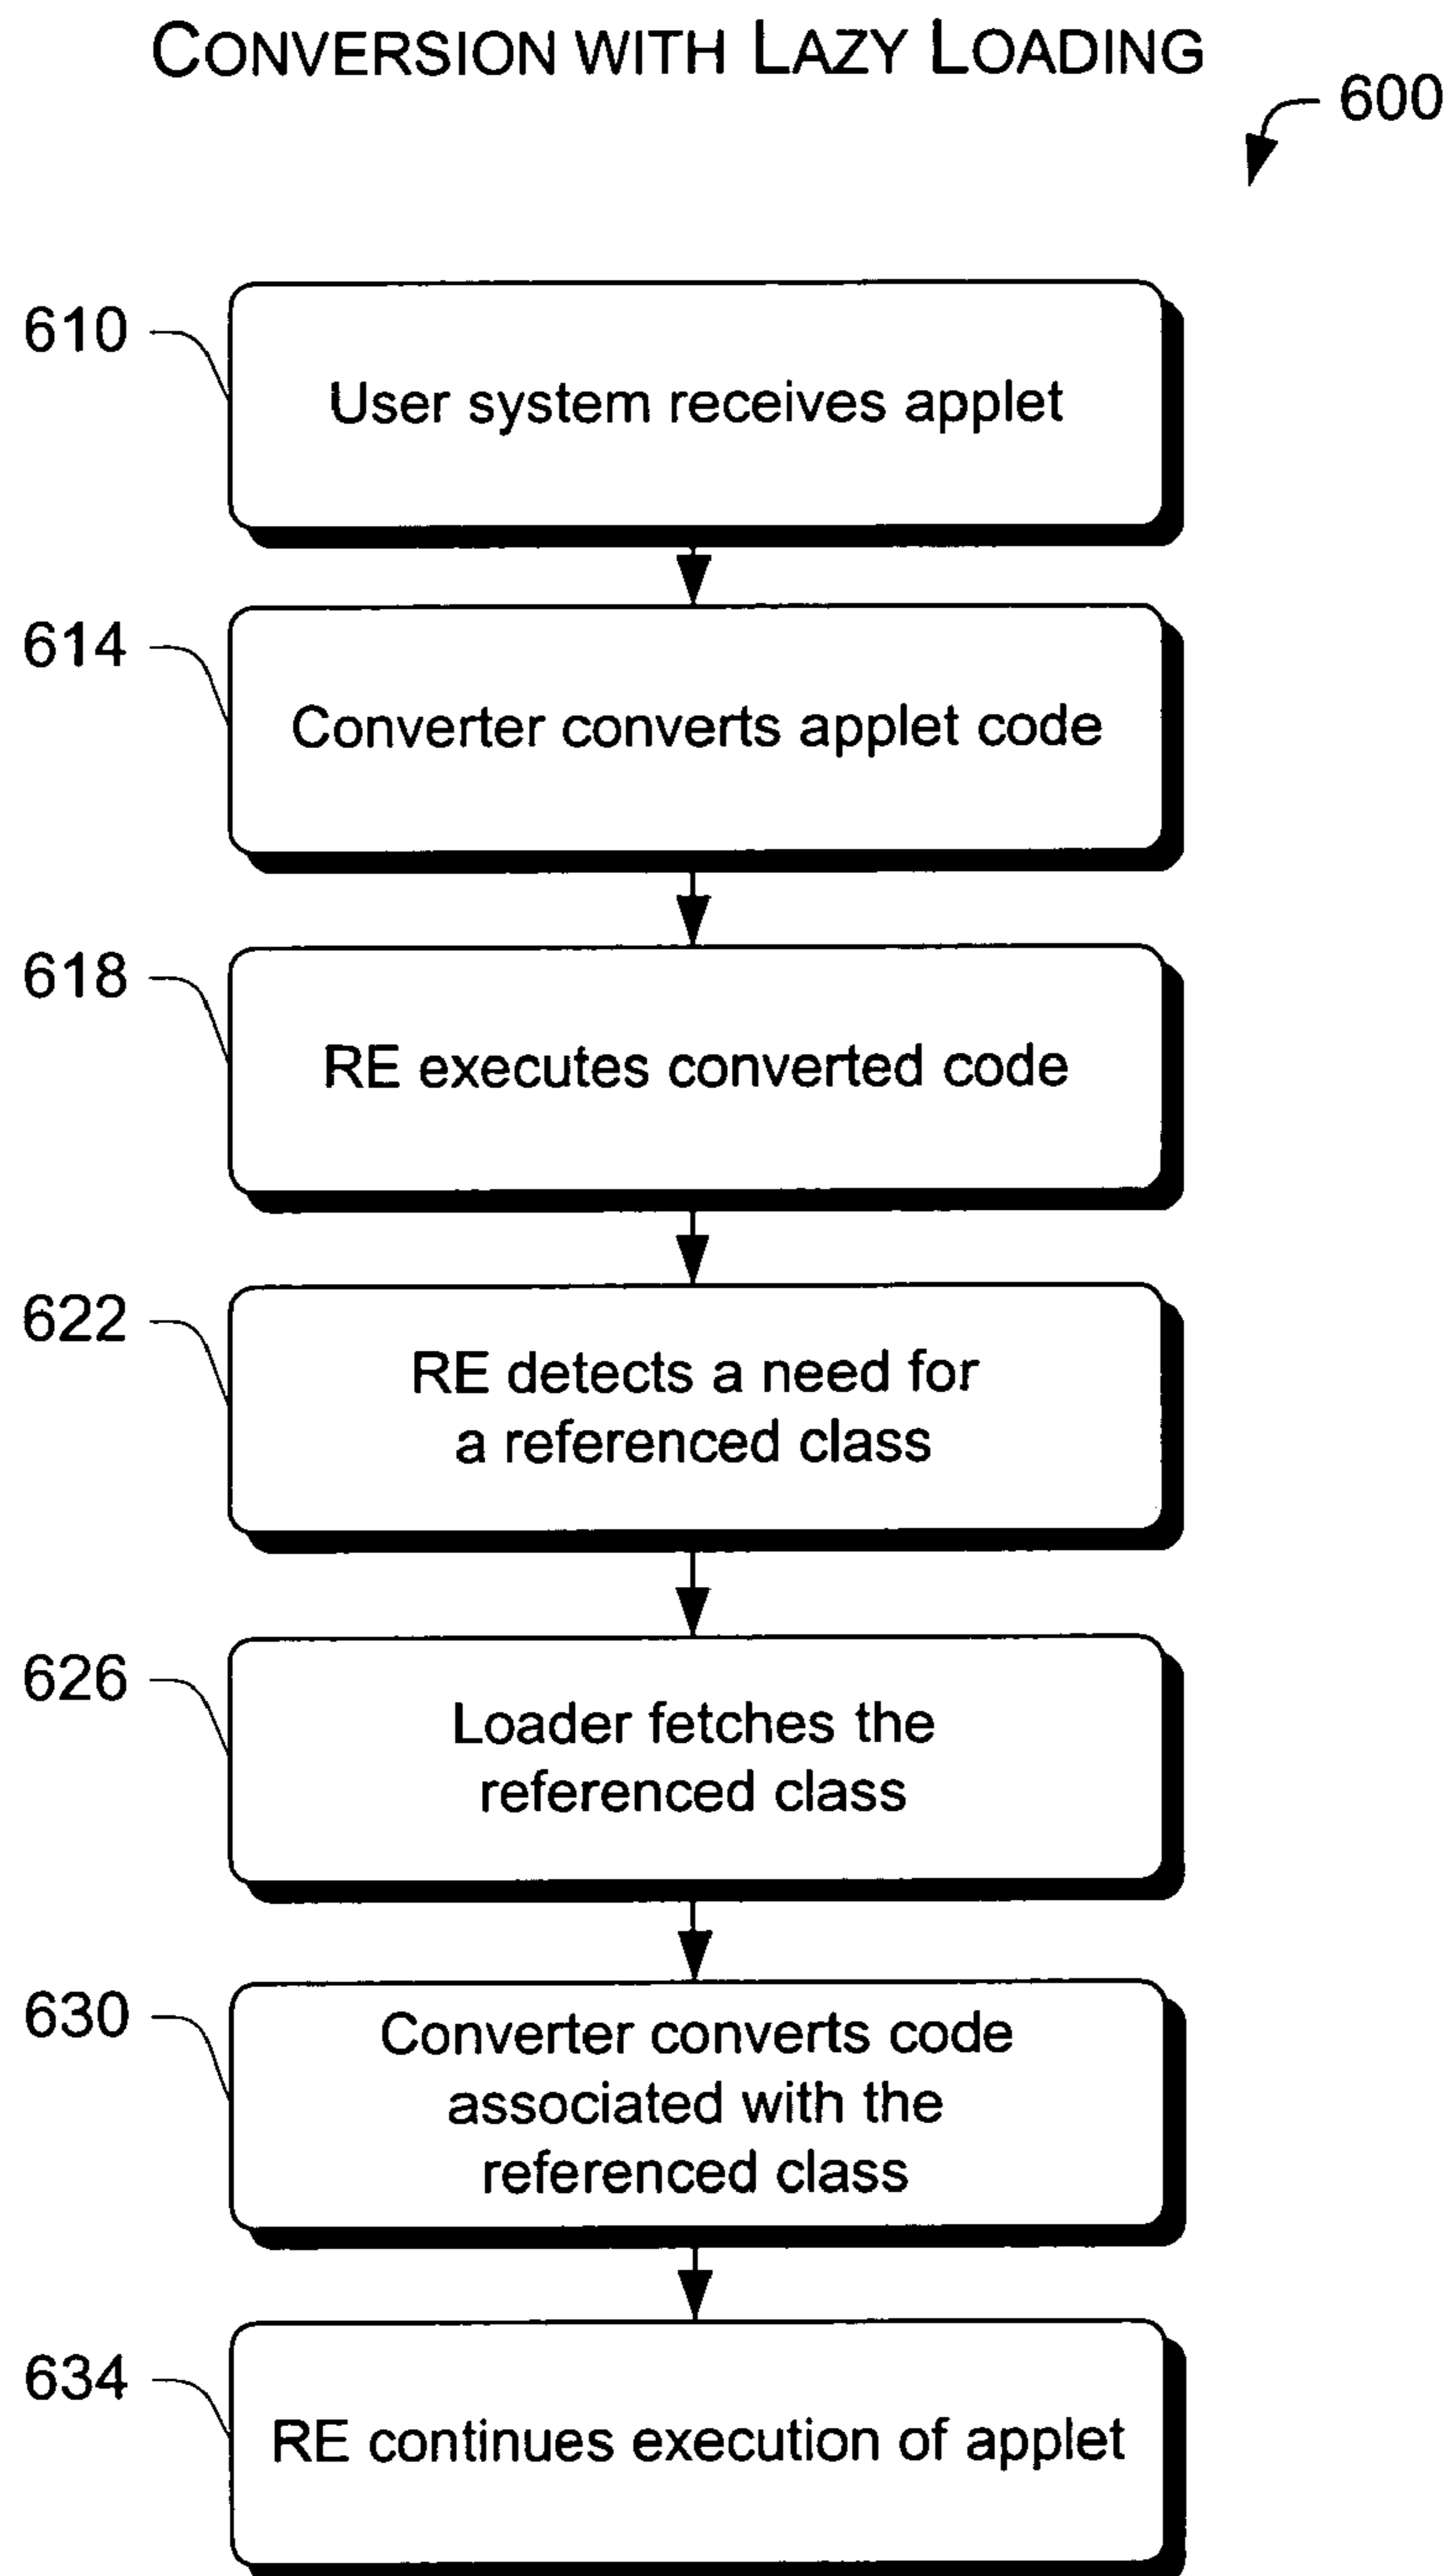 CONVERSION WITH LAZY LOADING
600
610
User system receives applet
614
Converter converts applet code
618
RE executes converted code
622
RE detects a need for
a referenced class
626
Loader fetches the
referenced class
630
Converter converts code
associated with the
referenced class
634
RE continues execution of applet